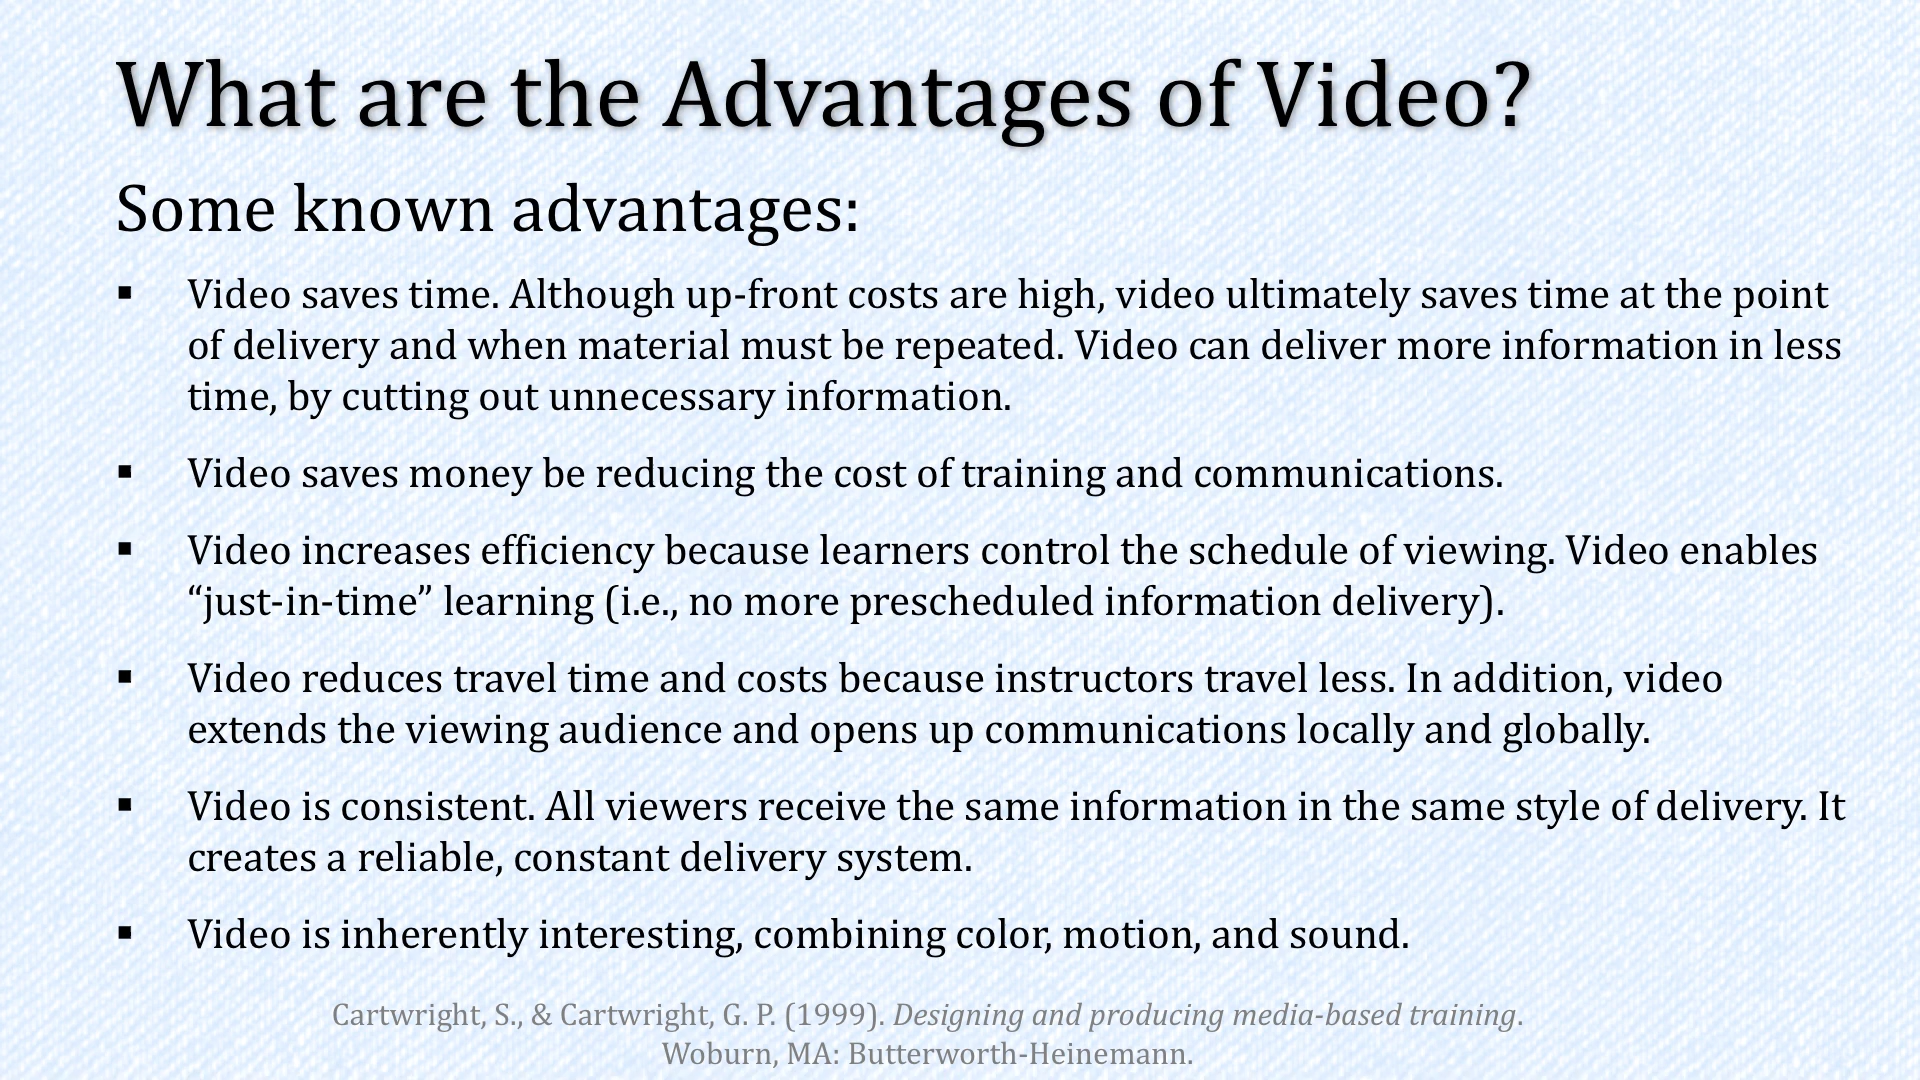 What are the Advantages of Video?
Some known advantages:
▪ Video saves time. Although up-front costs are high, video ultimately saves time at the point
of delivery and when material must be repeated. Video can deliver more information in less
time, by cutting out unnecessary information.
▪ Video saves money be reducing the cost of training and communications.
▪ Video increases efficiency because learners control the schedule of viewing. Video enables
“just-in-time” learning (i.e., no more prescheduled information delivery).
▪ Video reduces travel time and costs because instructors travel less. In addition, video
extends the viewing audience and opens up communications locally and globally.
▪ Video is consistent. All viewers receive the same information in the same style of delivery. It
creates a reliable, constant delivery system.
▪ Video is inherently interesting, combining color, motion, and sound.
Cartwright, S., & Cartwright, G. P. (1999). Designing and producing media-based training.
Woburn, MA: Butterworth-Heinemann.